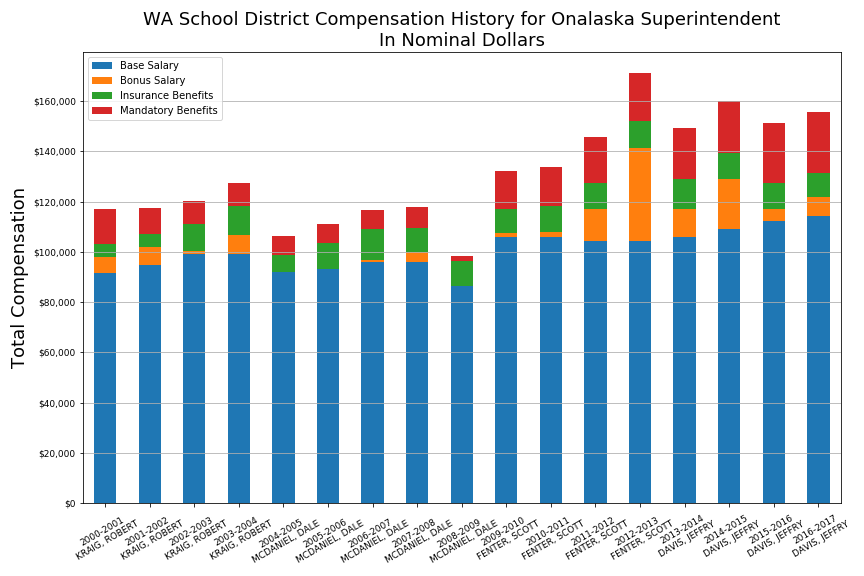 WA School District Compensation History for Onalaska Superintendent
In Nominal Dollars
Base Salary
Bonus Salary
Insurance Benefits
Mandatory Benefits
Total Compensation
$160,000
$140,000
$120,000
$100,000
$80,000
$60,000
$40,000
$20,000
$0
2000-2001
KRAIG, ROBERT
2001-2002
KRAIG, ROBERT
2002-2003
KRAIG, ROBERT
2003-2004
KRAIG, ROBERT
2004-2005
MCDANIEL, DALE
2005-2006
MCDANIEL, DALE
2006-2007
MCDANIEL, DALE
2007-2008
MCDANIEL, DALE
2008-2009
MCDANIEL, DALE
2009-2010
FENTER, SCOTT
2010-2011
FENTER, SCOTT
2011-2012
FENTER, SCOTT
2012-2013
FENTER, SCOTT
2013-2014
DAVIS, JEFFRY
2014-2015
DAVIS, JEFFRY
2015-2016
DAVIS, JEFFRY
2016-2017
DAVIS, JEFFRY